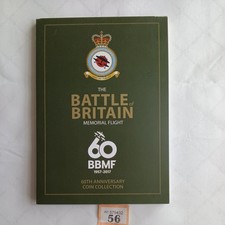 THE
BATTLE of
BRITAIN
MEMORIAL FLIGHT
60
BBMF
1957-2017
60TH ANNIVERSARY
COIN COLLECTION
56